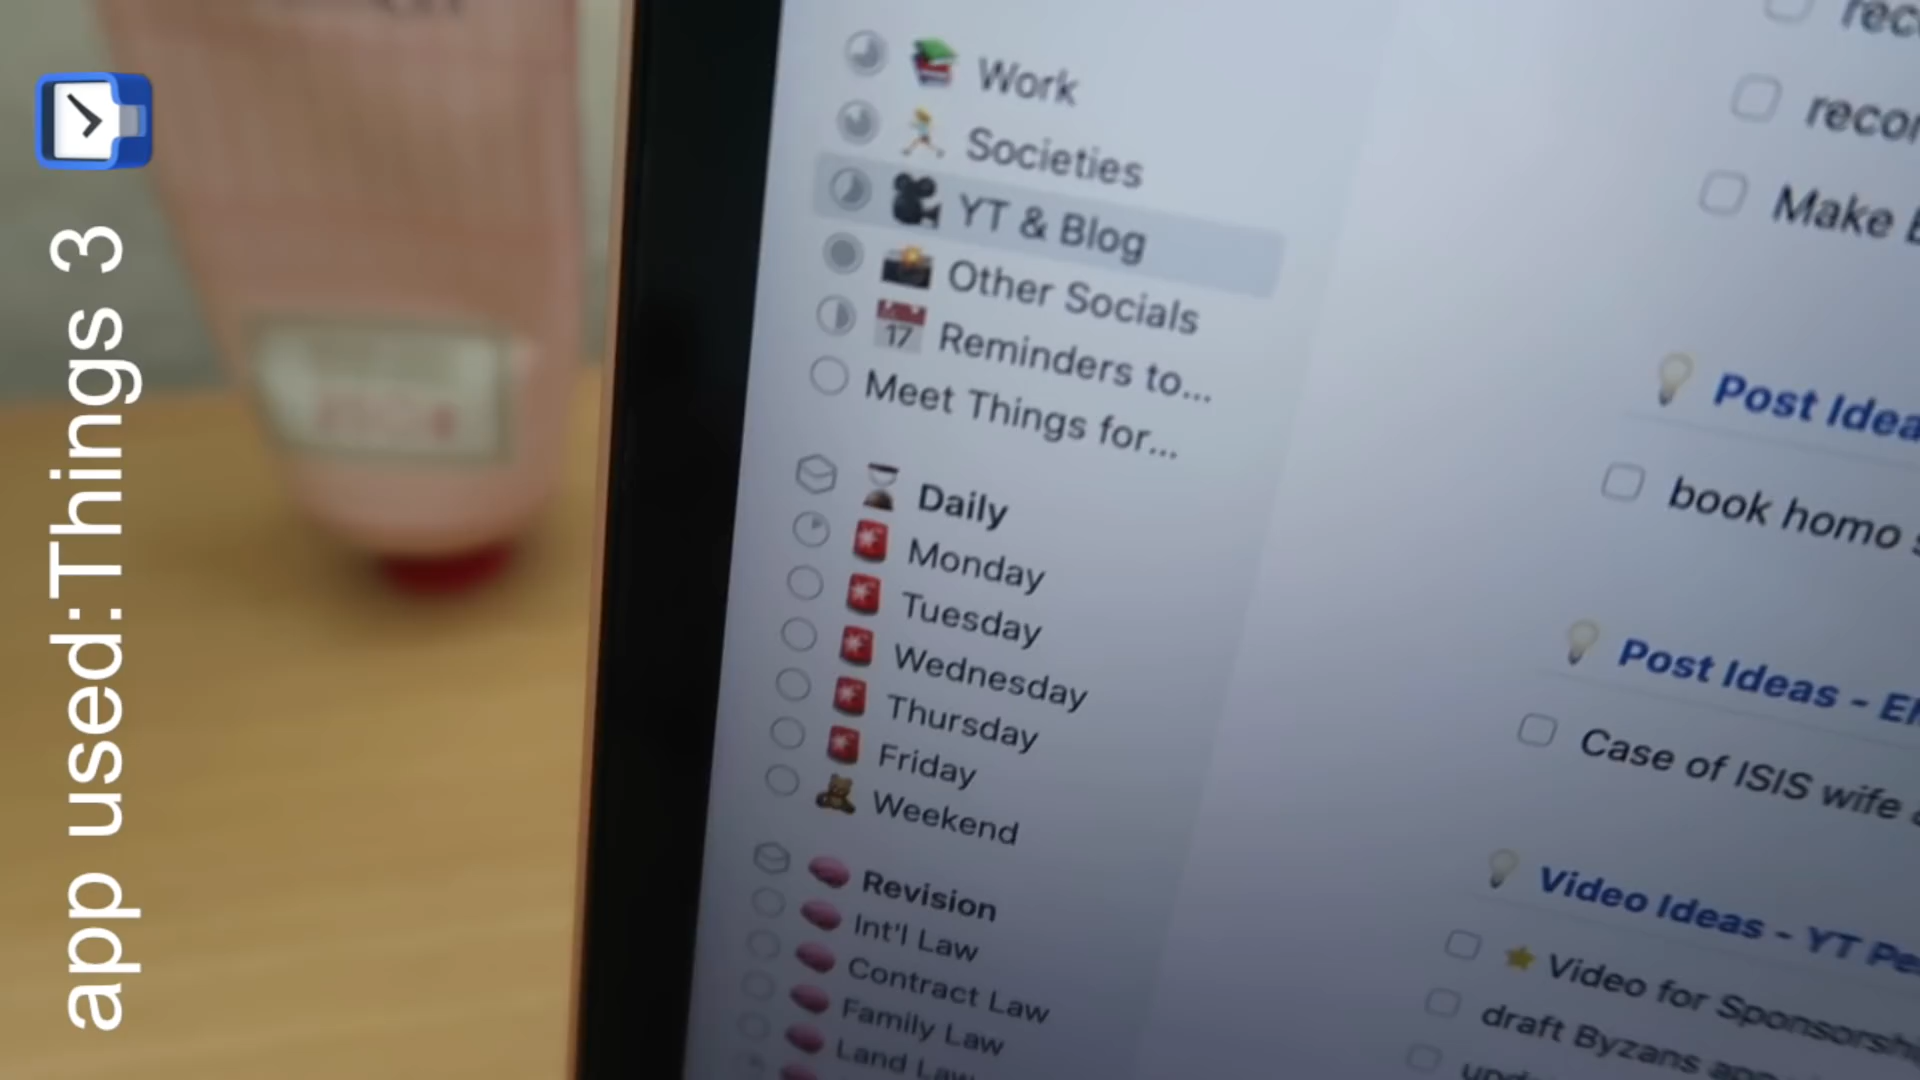 app used: Things 3
Work
Societies
YT & Blog
Other Socials
17
Reminders to...
Meet Things for...
Daily
Monday
Tuesday
Wednesday
Thursday
Friday
Weekend
Revision
Int'l Law
Contract Law
Family Law
Land
Make
Post
book homo
Post Ideas -
Case of ISIS wife
Video Ideas - YT
Video for
draft Byzans